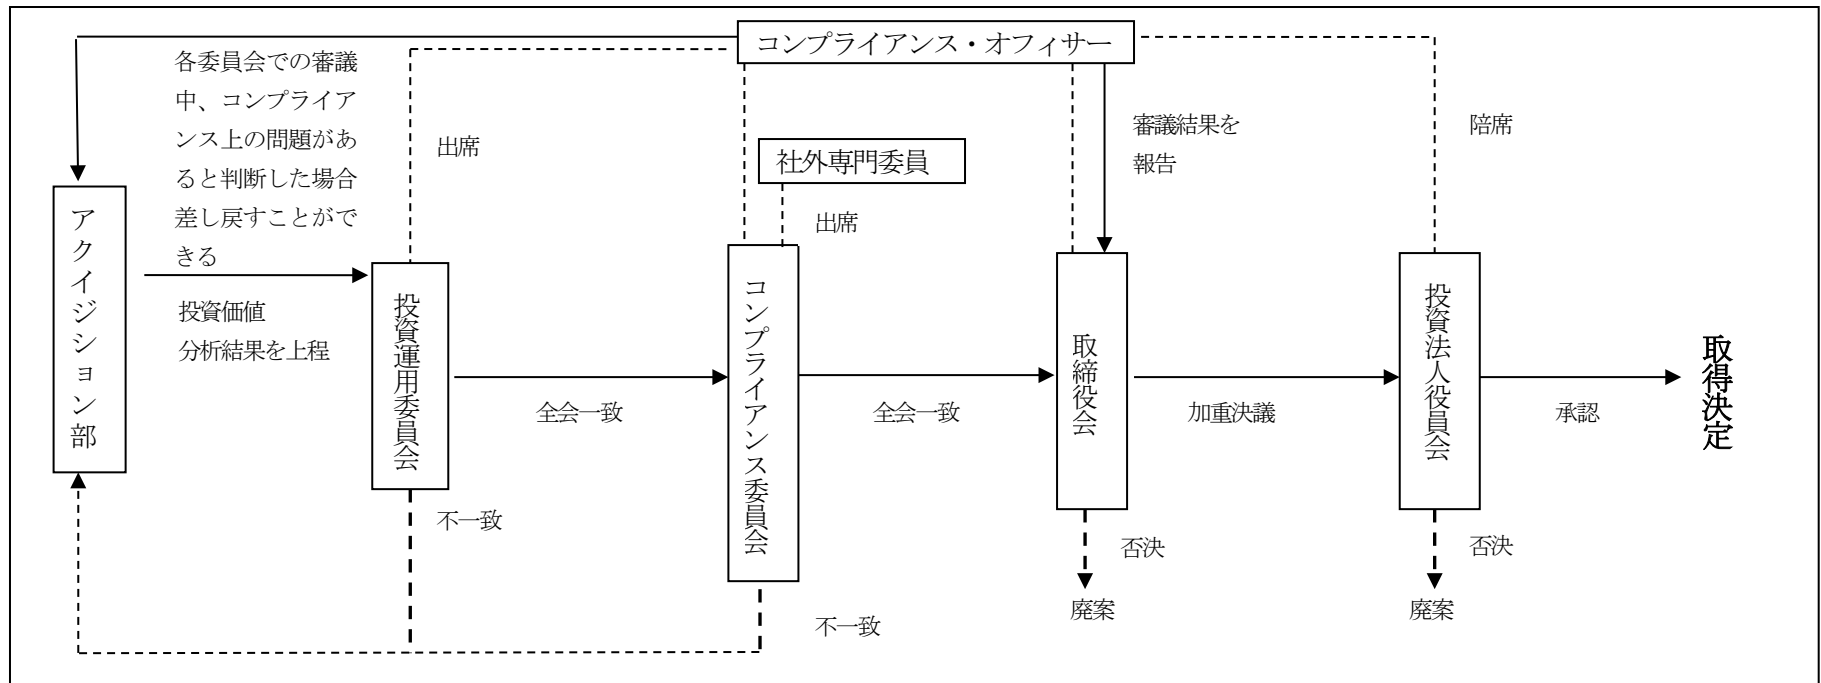 コンプライアンス・オフィサー
各委員会での審議
中、コンプライア
ンス上の問題があ
ると判断した場合
差し戻すことがで
きる
出席
社外専門委員
出席
審議結果を
報告
陪席
アクイジション部
投資価値
分析結果を上程
投資運用委員会
全会一致
コンプライアンス委員会
全会一致
取締役会
加重決議
投資法人役員会
承認
取得決定
不一致
不一致
否決
廃案
否決
廃案